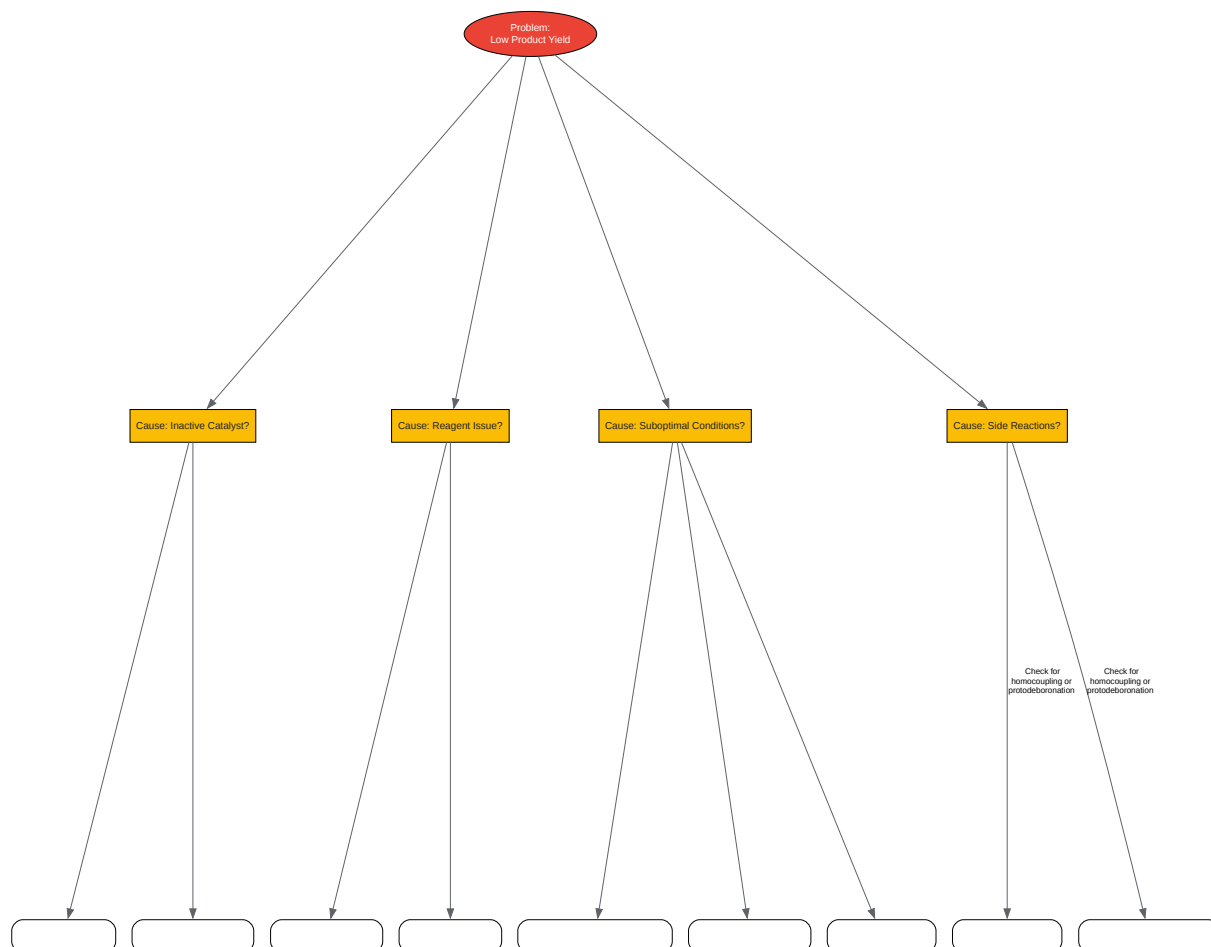 Problem:
Low Product Yield
Cause: Inactive Catalyst?
Cause: Reagent Issue?
Cause: Suboptimal Conditions?
Cause: Side Reactions?
Check for
homocoupling or
protodeboronation
Check for
homocoupling or
protodeboronation